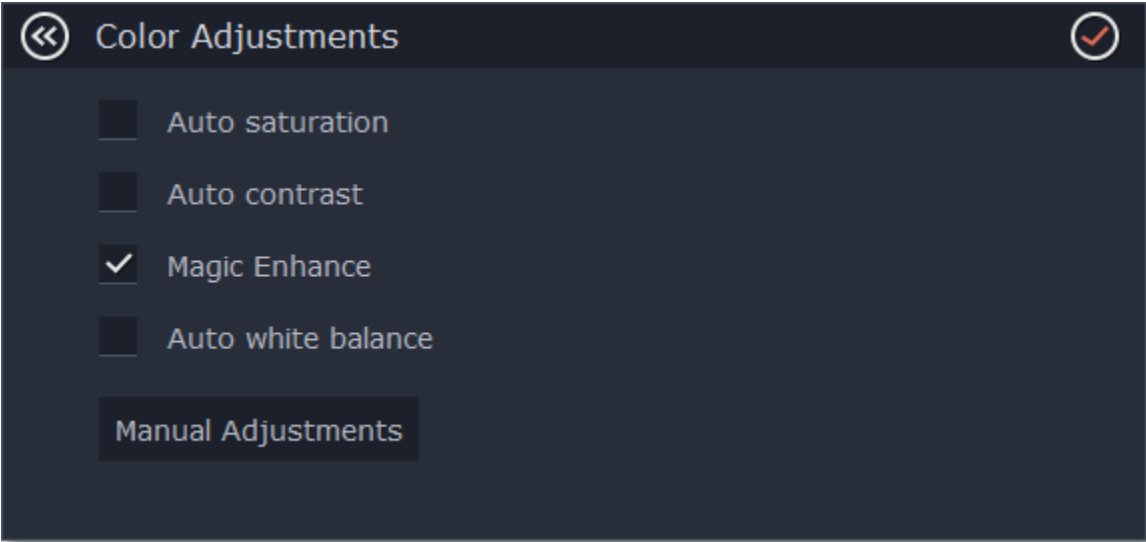 Color Adjustments
Auto saturation
Auto contrast
Magic Enhance
Auto white balance
Manual Adjustments